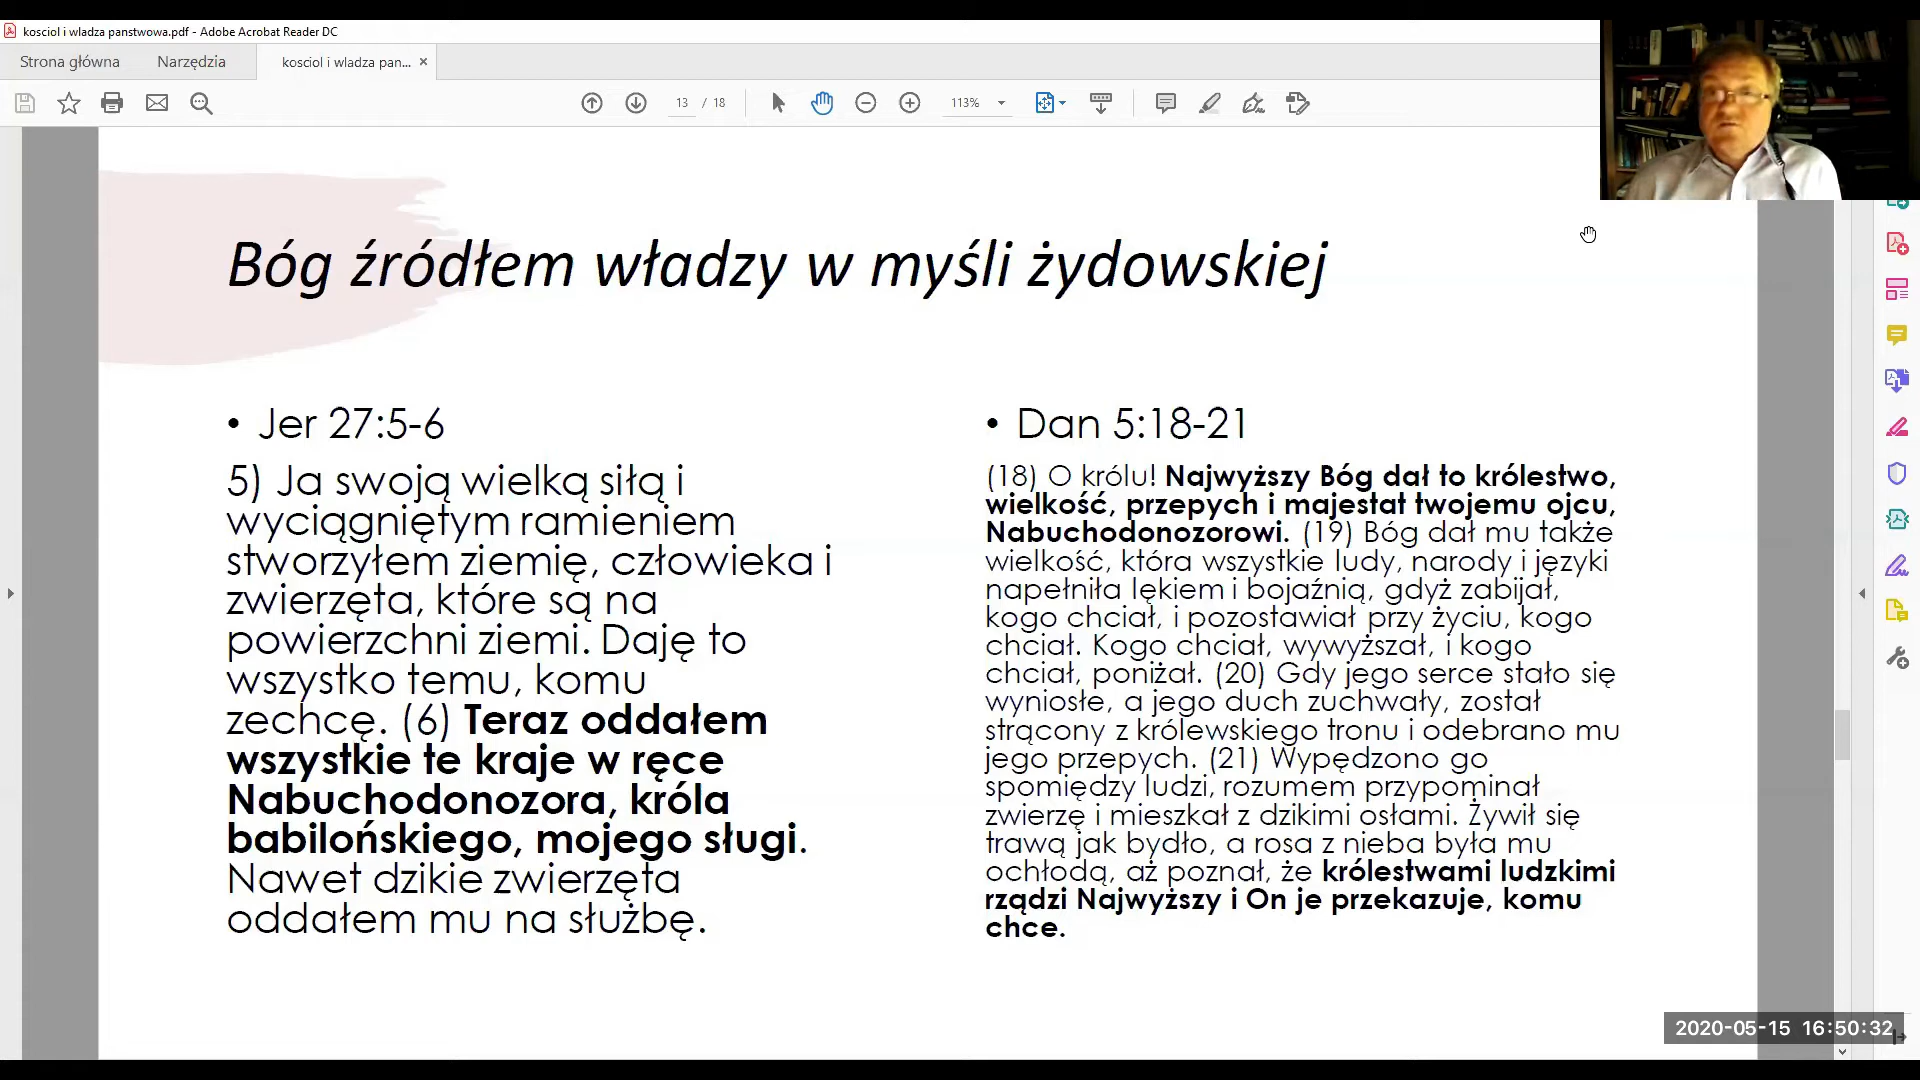 kosciol i wladza panstwowa.pdf - Adobe Acrobat Reader DC
Strona główna
Narzędzia
kosciol i wladza pan...
13 / 18
113%
Bóg źródłem władzy w myśli żydowskiej
• Jer 27:5-6
5) Ja swoją wielką siłą i
wyciągniętym ramieniem
stworzyłem ziemię, człowieka i
zwierzęta, które są na
powierzchni ziemi. Daję to
wszystko temu, komu
zechcę. (6) Teraz oddałem
wszystkie te kraje w ręce
Nabuchodonozora, króla
babilońskiego, mojego sługi.
Nawet dzikie zwierzęta
oddałem mu na służbę.
• Dan 5:18-21
(18) O królu! Najwyższy Bóg dał to królestwo,
wielkość, przepych i majestat twojemu ojcu,
Nabuchodonozorowi. (19) Bóg dał mu także
wielkość, która wszystkie ludy, narody i języki
napełniła lękiem i bojaźnią, gdyż zabijał,
kogo chciał, i pozostawiał przy życiu, kogo
chciał. Kogo chciał, wywyższał, i kogo
chciał, poniżał. (20) Gdy jego serce stało się
wyniosłe, a jego duch zuchwały, został
strącony z królewskiego tronu i odebrano mu
jego przepych. (21) Wypędzono go
spomiędzy ludzi, rozumem przypominał
zwierzę i mieszkał z dzikimi osłami. Żywił się
trawą jak bydło, a rosa z nieba była mu
ochłodą, aż poznał, że królestwami ludzkimi
rządzi Najwyższy i On je przekazuje, komu
chce.
2020-05-15 16:50:32